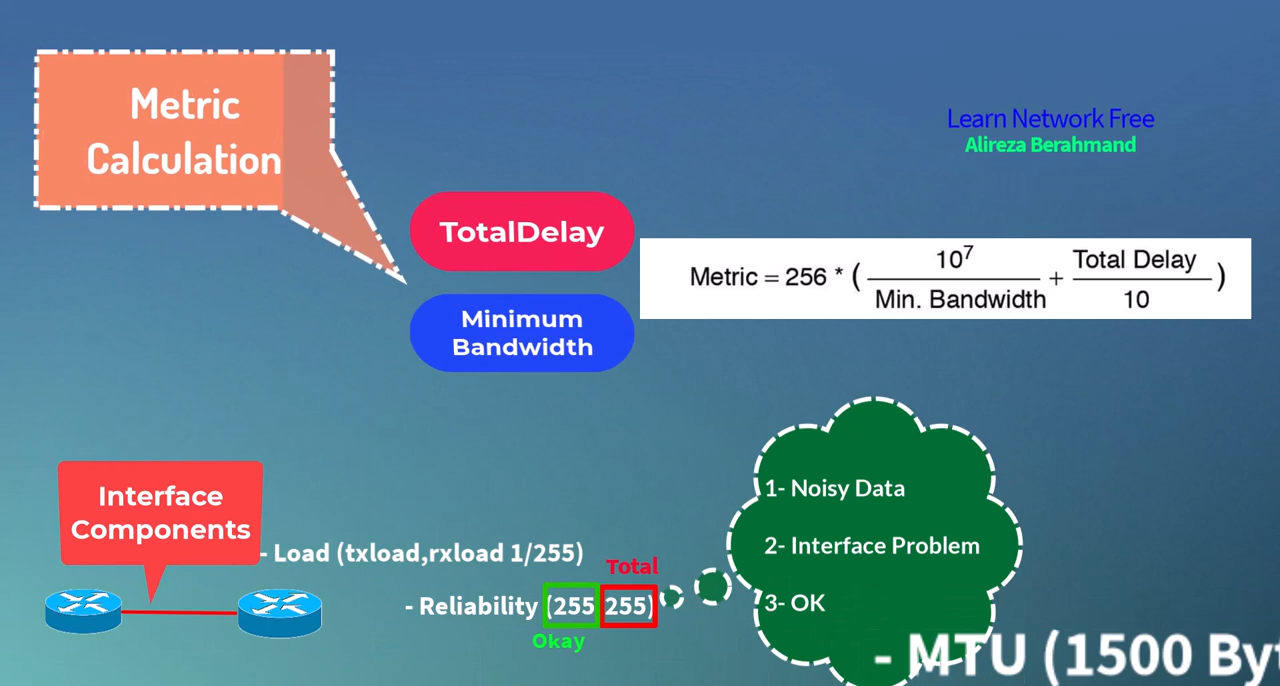 Metric
Calculation
Learn Network Free
Alireza Berahmand
TotalDelay
Minimum
Bandwidth
Metric = 256 * ( 10⁷ / Min. Bandwidth + Total Delay / 10 )
Interface
Components
- Load (txload,rxload 1/255)
Total
- Reliability (255 255)
Okay
1- Noisy Data
2- Interface Problem
3- OK
- MTU (1500 Byt